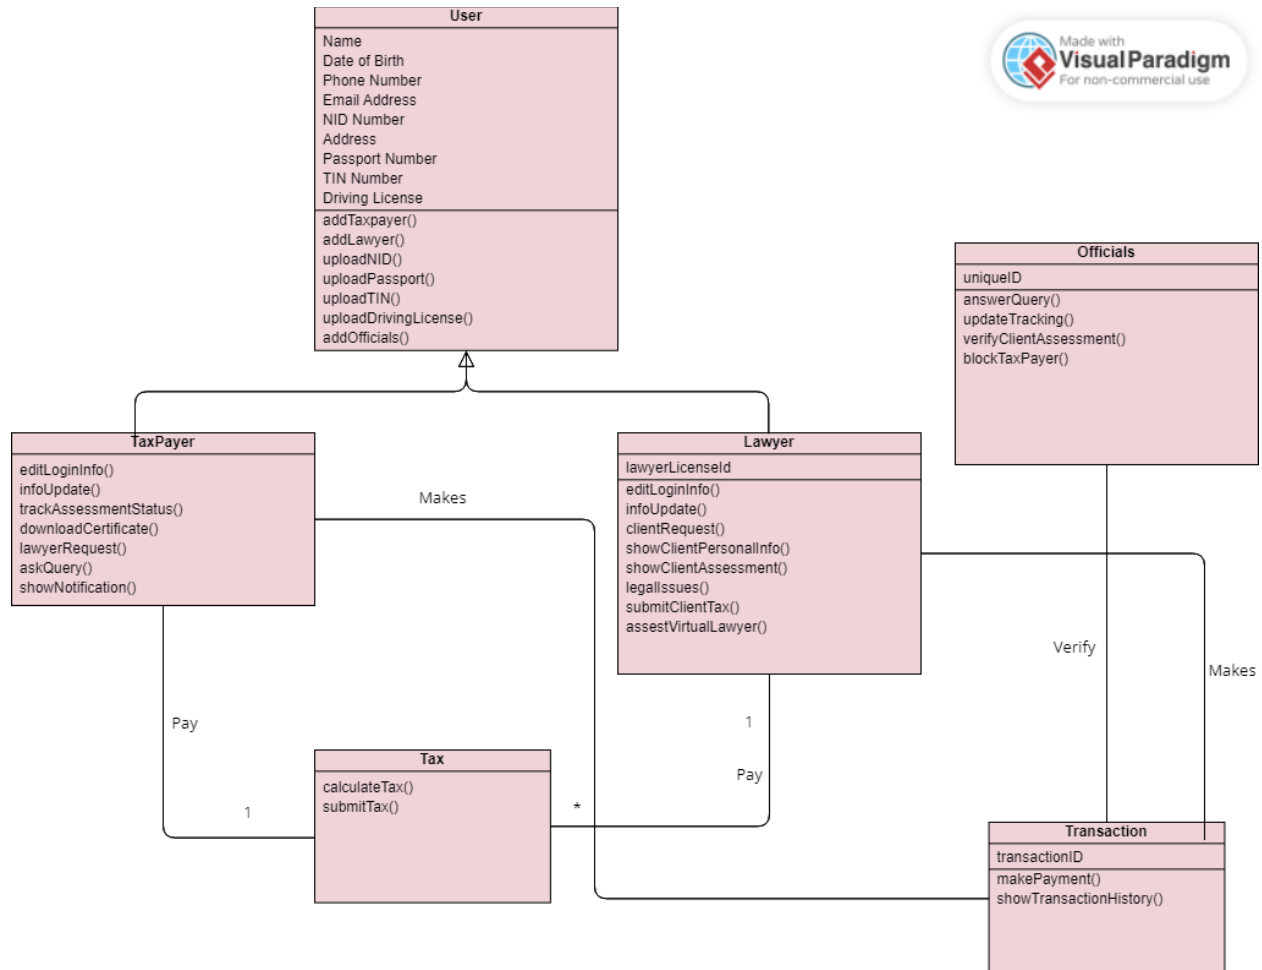 User
Name
Date of Birth
Phone Number
Email Address
NID Number
Address
Passport Number
TIN Number
Driving License
addTaxpayer()
addLawyer()
uploadNID()
uploadPassport()
uploadTIN()
uploadDrivingLicense()
addOfficials()
Made with
Visual Paradigm
For non-commercial use
Officials
uniqueID
answerQuery()
updateTracking()
verifyClientAssessment()
blockTaxPayer()
TaxPayer
editLoginInfo()
infoUpdate()
trackAssessmentStatus()
downloadCertificate()
lawyerRequest()
askQuery()
showNotification()
Makes
Lawyer
lawyerLicenseId
editLoginInfo()
infoUpdate()
clientRequest()
showClientPersonalInfo()
showClientAssessment()
legalIssues()
submitClientTax()
assestVirtualLawyer()
Verify
Makes
Pay
1
Pay
1
*
Tax
calculateTax()
submitTax()
Transaction
transactionID
makePayment()
showTransactionHistory()